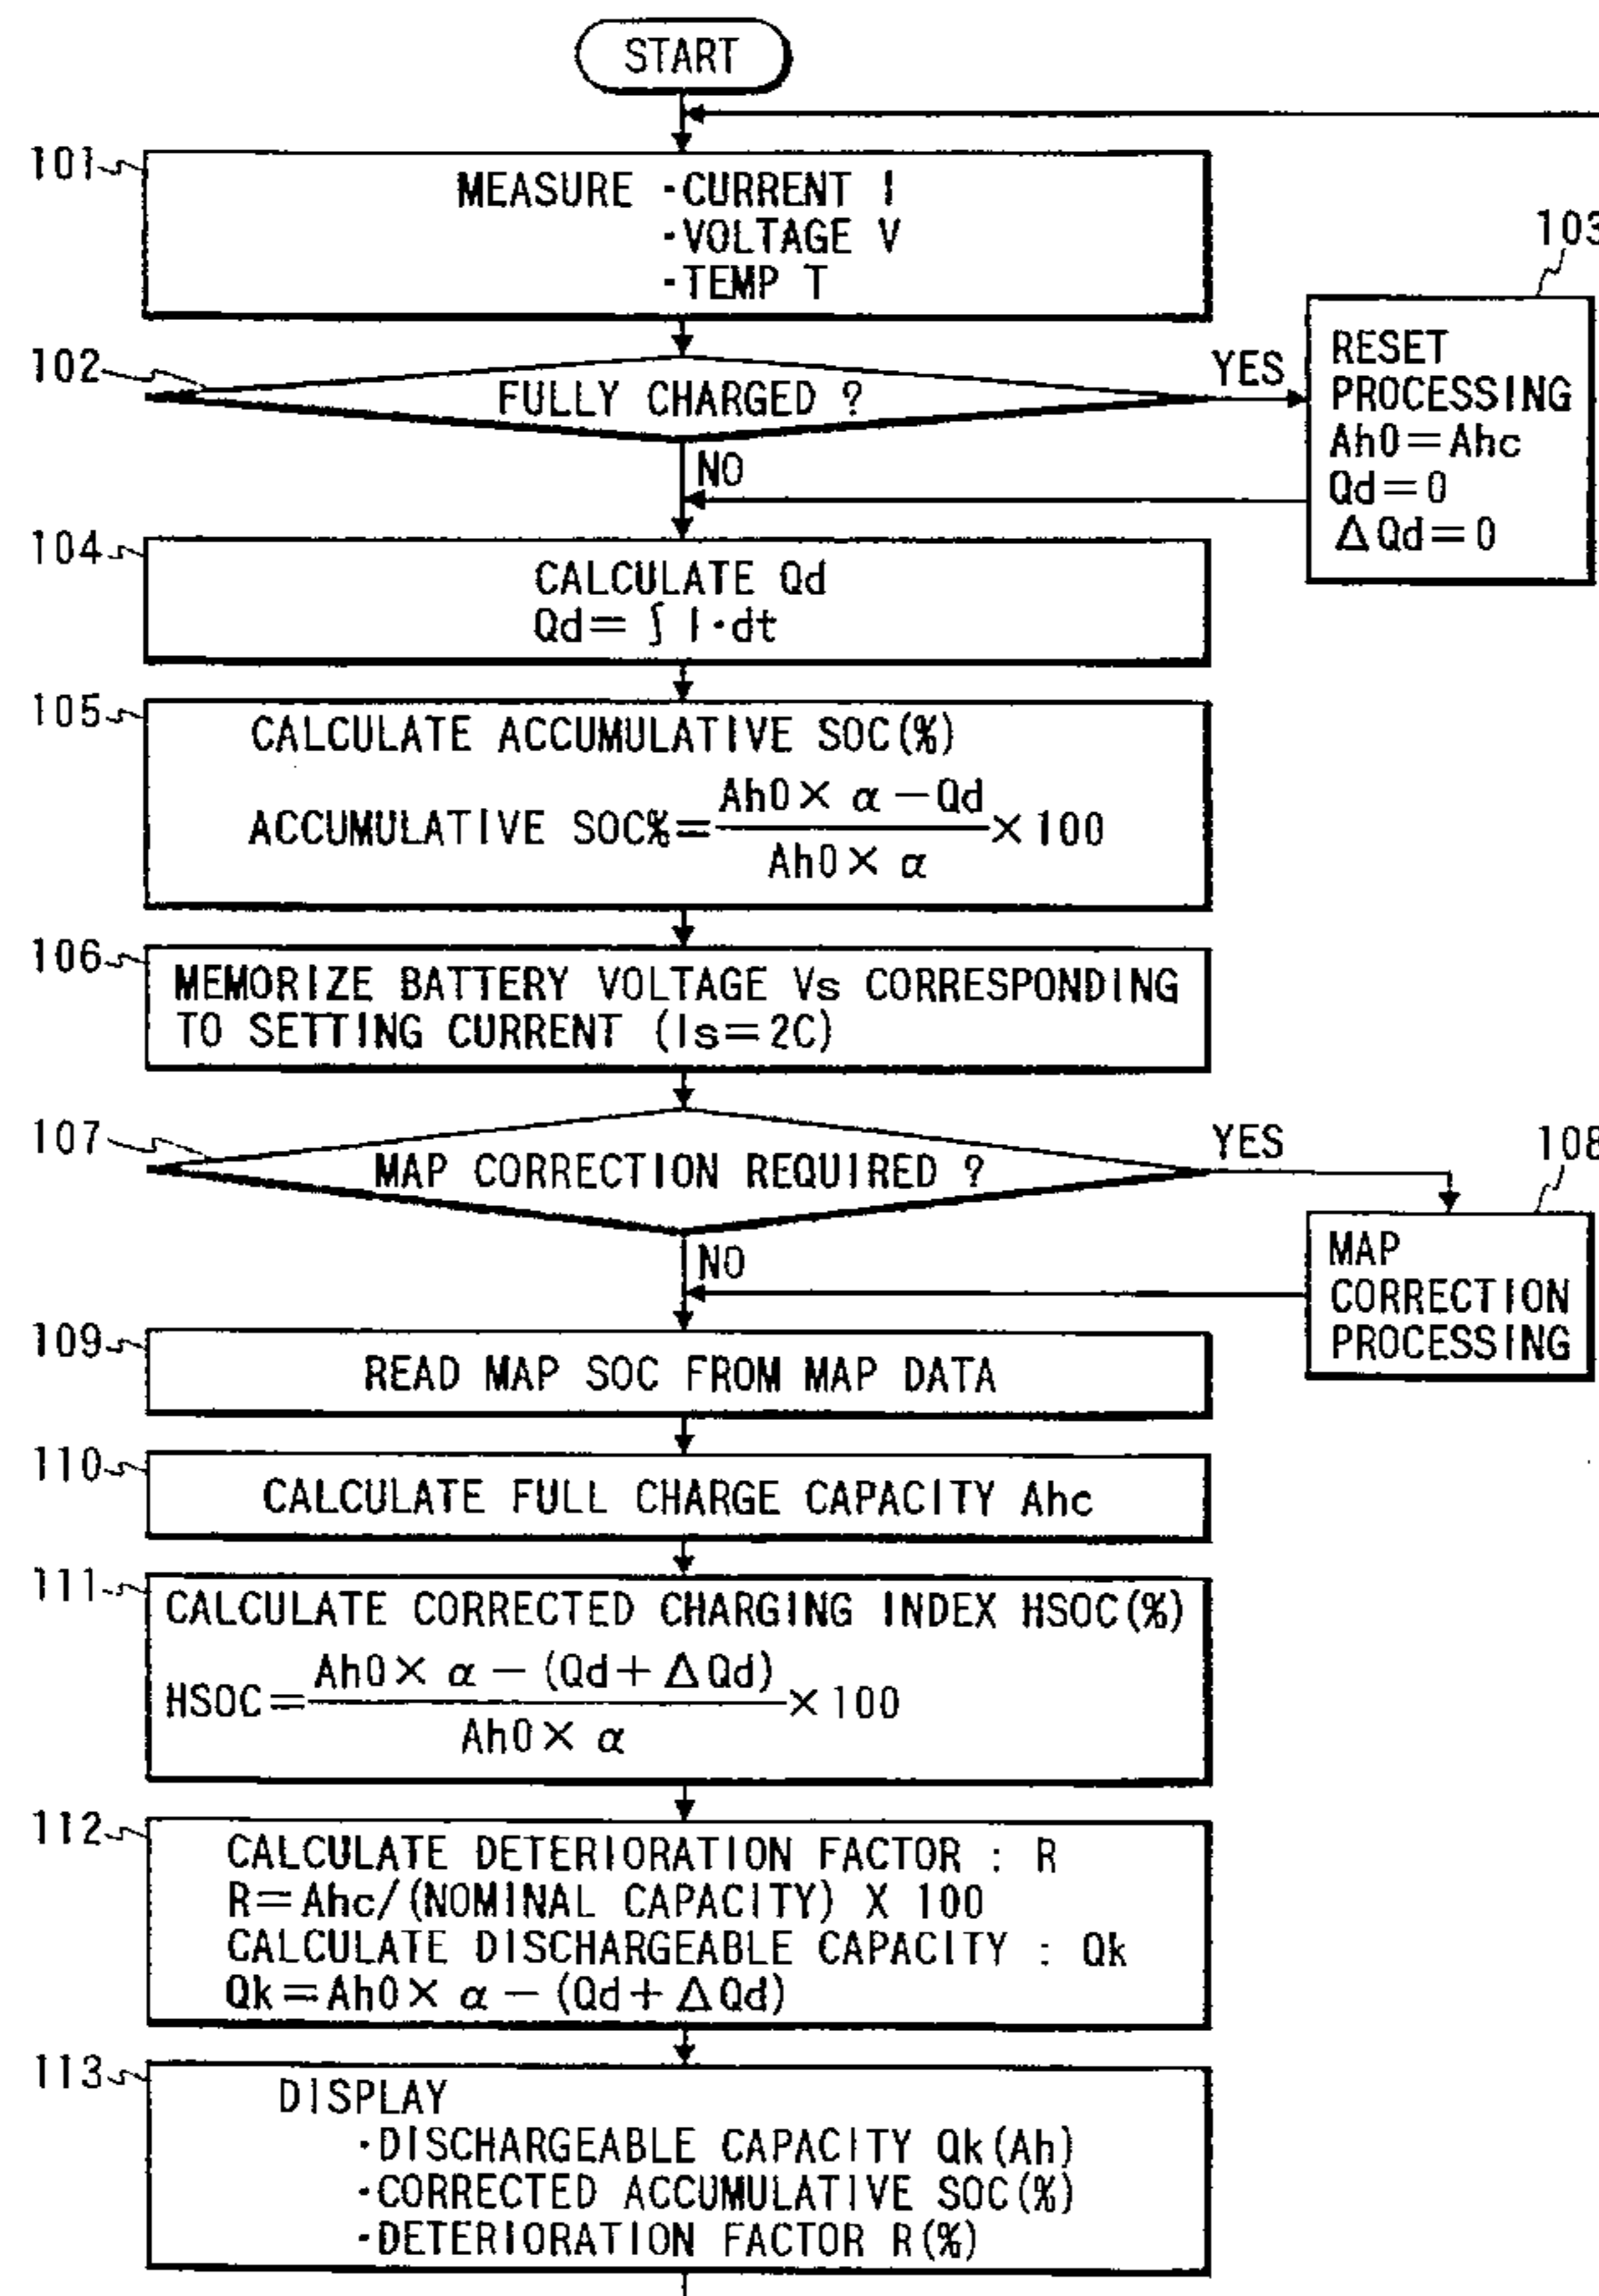 START
101
MEASURE ·CURRENT I
·VOLTAGE V
·TEMP T
102
FULLY CHARGED ?
YES
NO
103
RESET
PROCESSING
Ah0=Ahc
Qd=0
ΔQd=0
104
CALCULATE Qd
Qd=∫I·dt
105
CALCULATE ACCUMULATIVE SOC(%)
ACCUMULATIVE SOC%=(Ah0×α-Qd)/(Ah0×α)×100
106
MEMORIZE BATTERY VOLTAGE Vs CORRESPONDING
TO SETTING CURRENT (Is=2C)
107
MAP CORRECTION REQUIRED ?
YES
NO
108
MAP
CORRECTION
PROCESSING
109
READ MAP SOC FROM MAP DATA
110
CALCULATE FULL CHARGE CAPACITY Ahc
111
CALCULATE CORRECTED CHARGING INDEX HSOC(%)
HSOC=(Ah0×α-(Qd+ΔQd))/(Ah0×α)×100
112
CALCULATE DETERIORATION FACTOR : R
R=Ahc/(NOMINAL CAPACITY) X 100
CALCULATE DISCHARGEABLE CAPACITY : Qk
Qk=Ah0×α-(Qd+ΔQd)
113
DISPLAY
·DISCHARGEABLE CAPACITY Qk(Ah)
·CORRECTED ACCUMULATIVE SOC(%)
·DETERIORATION FACTOR R(%)